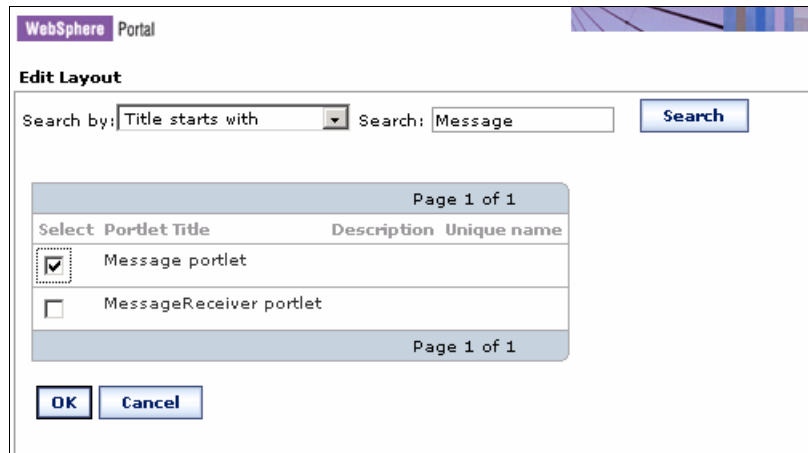 WebSphere Portal
Edit Layout
Search by: Title starts with Search: Message Search
Page 1 of 1
Select Portlet Title Description Unique name
Message portlet
MessageReceiver portlet
Page 1 of 1
OK Cancel